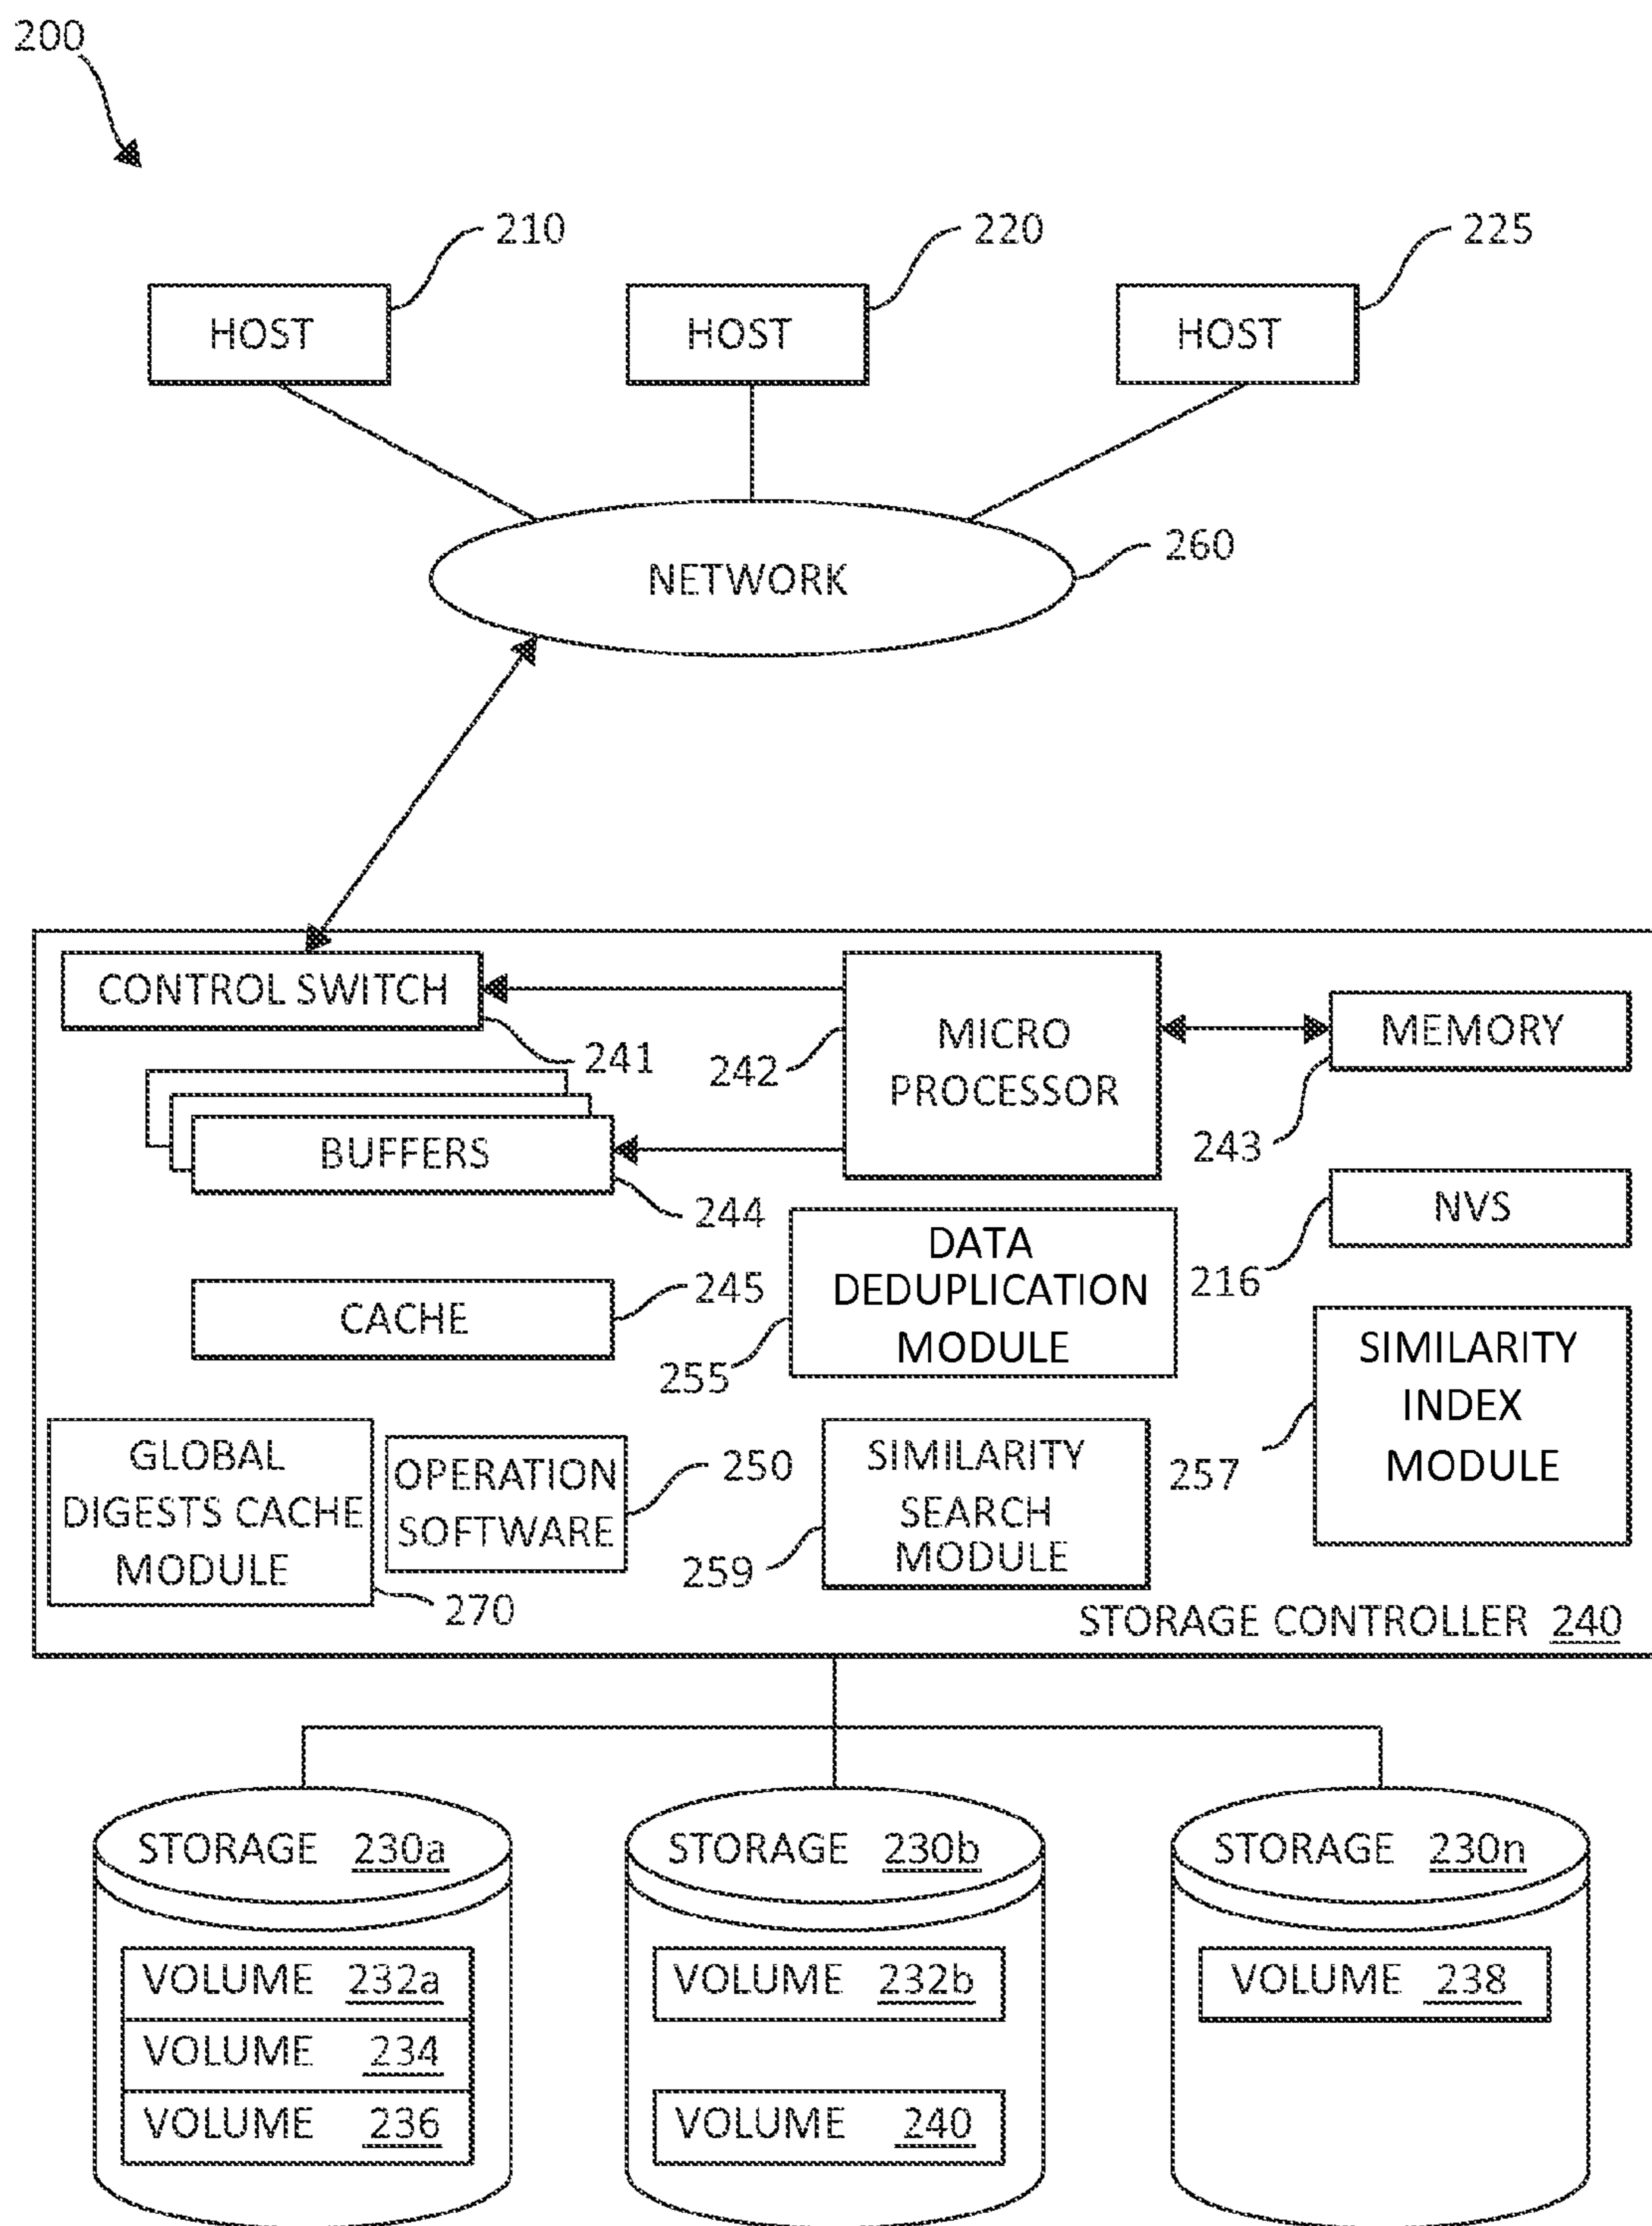 200
210
220
225
HOST
HOST
HOST
260
NETWORK
CONTROL SWITCH
241
MICRO
PROCESSOR
242
MEMORY
243
BUFFERS
244
NVS
216
CACHE
245
DATA
DEDUPLICATION
MODULE
255
SIMILARITY
INDEX
MODULE
257
GLOBAL
DIGESTS CACHE
MODULE
270
OPERATION
SOFTWARE
250
SIMILARITY
SEARCH
MODULE
259
STORAGE CONTROLLER 240
STORAGE 230a
VOLUME 232a
VOLUME 234
VOLUME 236
STORAGE 230b
VOLUME 232b
VOLUME 240
STORAGE 230n
VOLUME 238